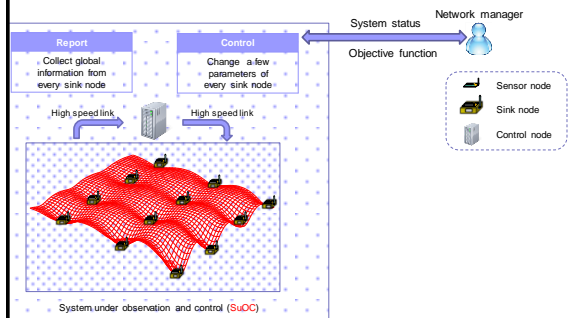 Network manager
System status
Objective function
Report
Collect global
information from
every sink node
Control
Change a few
parameters of
every sink node
High speed link
High speed link
Sensor node
Sink node
Control node
System under observation and control (SuOC)